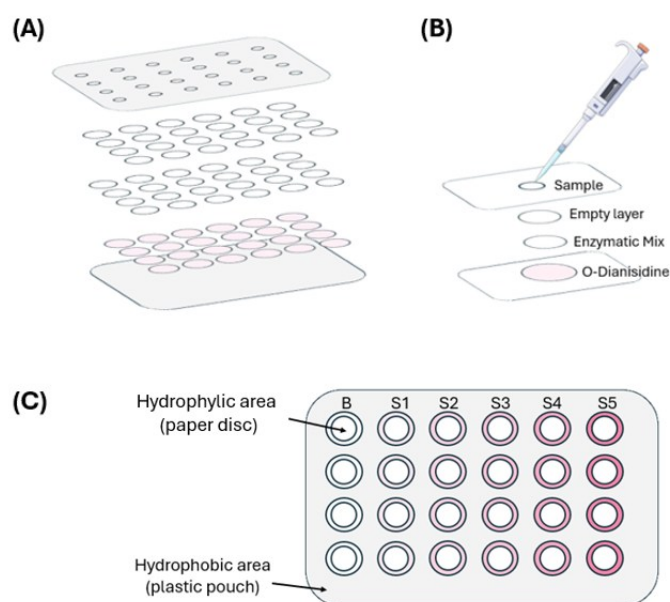 (A)
(B)
Sample
Empty layer
Enzymatic Mix
O-Dianisidine
(C)
Hydrophylic area
(paper disc)
B S1 S2 S3 S4 S5
Hydrophobic area
(plastic pouch)